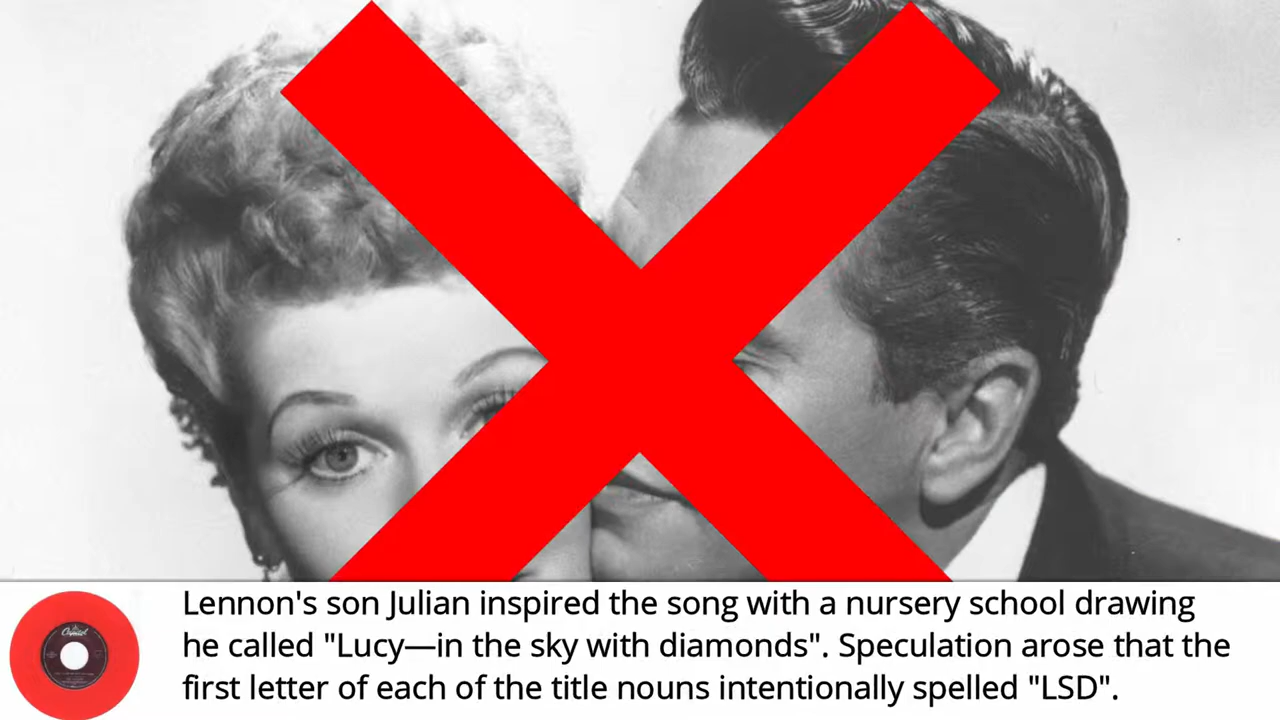 Lennon's son Julian inspired the song with a nursery school drawing
he called "Lucy—in the sky with diamonds". Speculation arose that the
first letter of each of the title nouns intentionally spelled "LSD".
Capitol